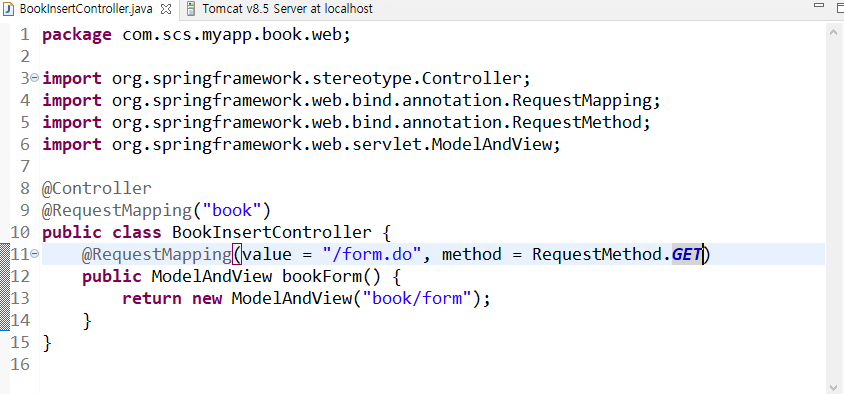 BookInsertController.java Tomcat v8.5 Server at localhost
1 package com.scs.myapp.book.web;
2
3 import org.springframework.stereotype.Controller;
4 import org.springframework.web.bind.annotation.RequestMapping;
5 import org.springframework.web.bind.annotation.RequestMethod;
6 import org.springframework.web.servlet.ModelAndView;
7
8 @Controller
9 @RequestMapping("book")
10 public class BookInsertController {
11 @RequestMapping(value = "/form.do", method = RequestMethod.GET)
12 public ModelAndView bookForm() {
13 return new ModelAndView("book/form");
14 }
15 }
16